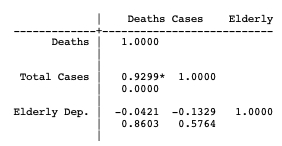 Deaths Cases Elderly
Deaths 1.0000
Total Cases 0.9299* 1.0000
0.0000
Elderly Dep. -0.0421 -0.1329 1.0000
0.8603 0.5764